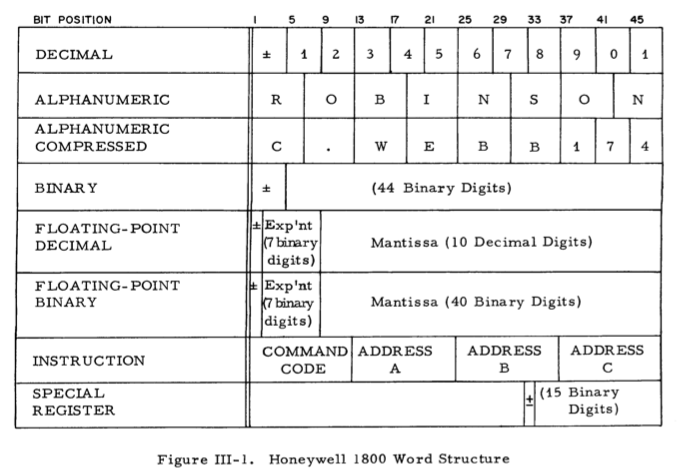 BIT POSITION 1 5 9 13 17 21 25 29 33 37 41 45
DECIMAL ± 1 2 3 4 5 6 7 8 9 0 1
ALPHANUMERIC R O B I N S O N
ALPHANUMERIC
COMPRESSED C . W E B B 1 7 4
BINARY ± (44 Binary Digits)
FLOATING-POINT
DECIMAL
± Exp'nt
(7 binary
digits)
Mantissa (10 Decimal Digits)
FLOATING-POINT
BINARY
± Exp'nt
(7 binary
digits)
Mantissa (40 Binary Digits)
INSTRUCTION
COMMAND
CODE
ADDRESS
A
ADDRESS
B
ADDRESS
C
SPECIAL
REGISTER
± (15 Binary
Digits)
Figure III-1. Honeywell 1800 Word Structure